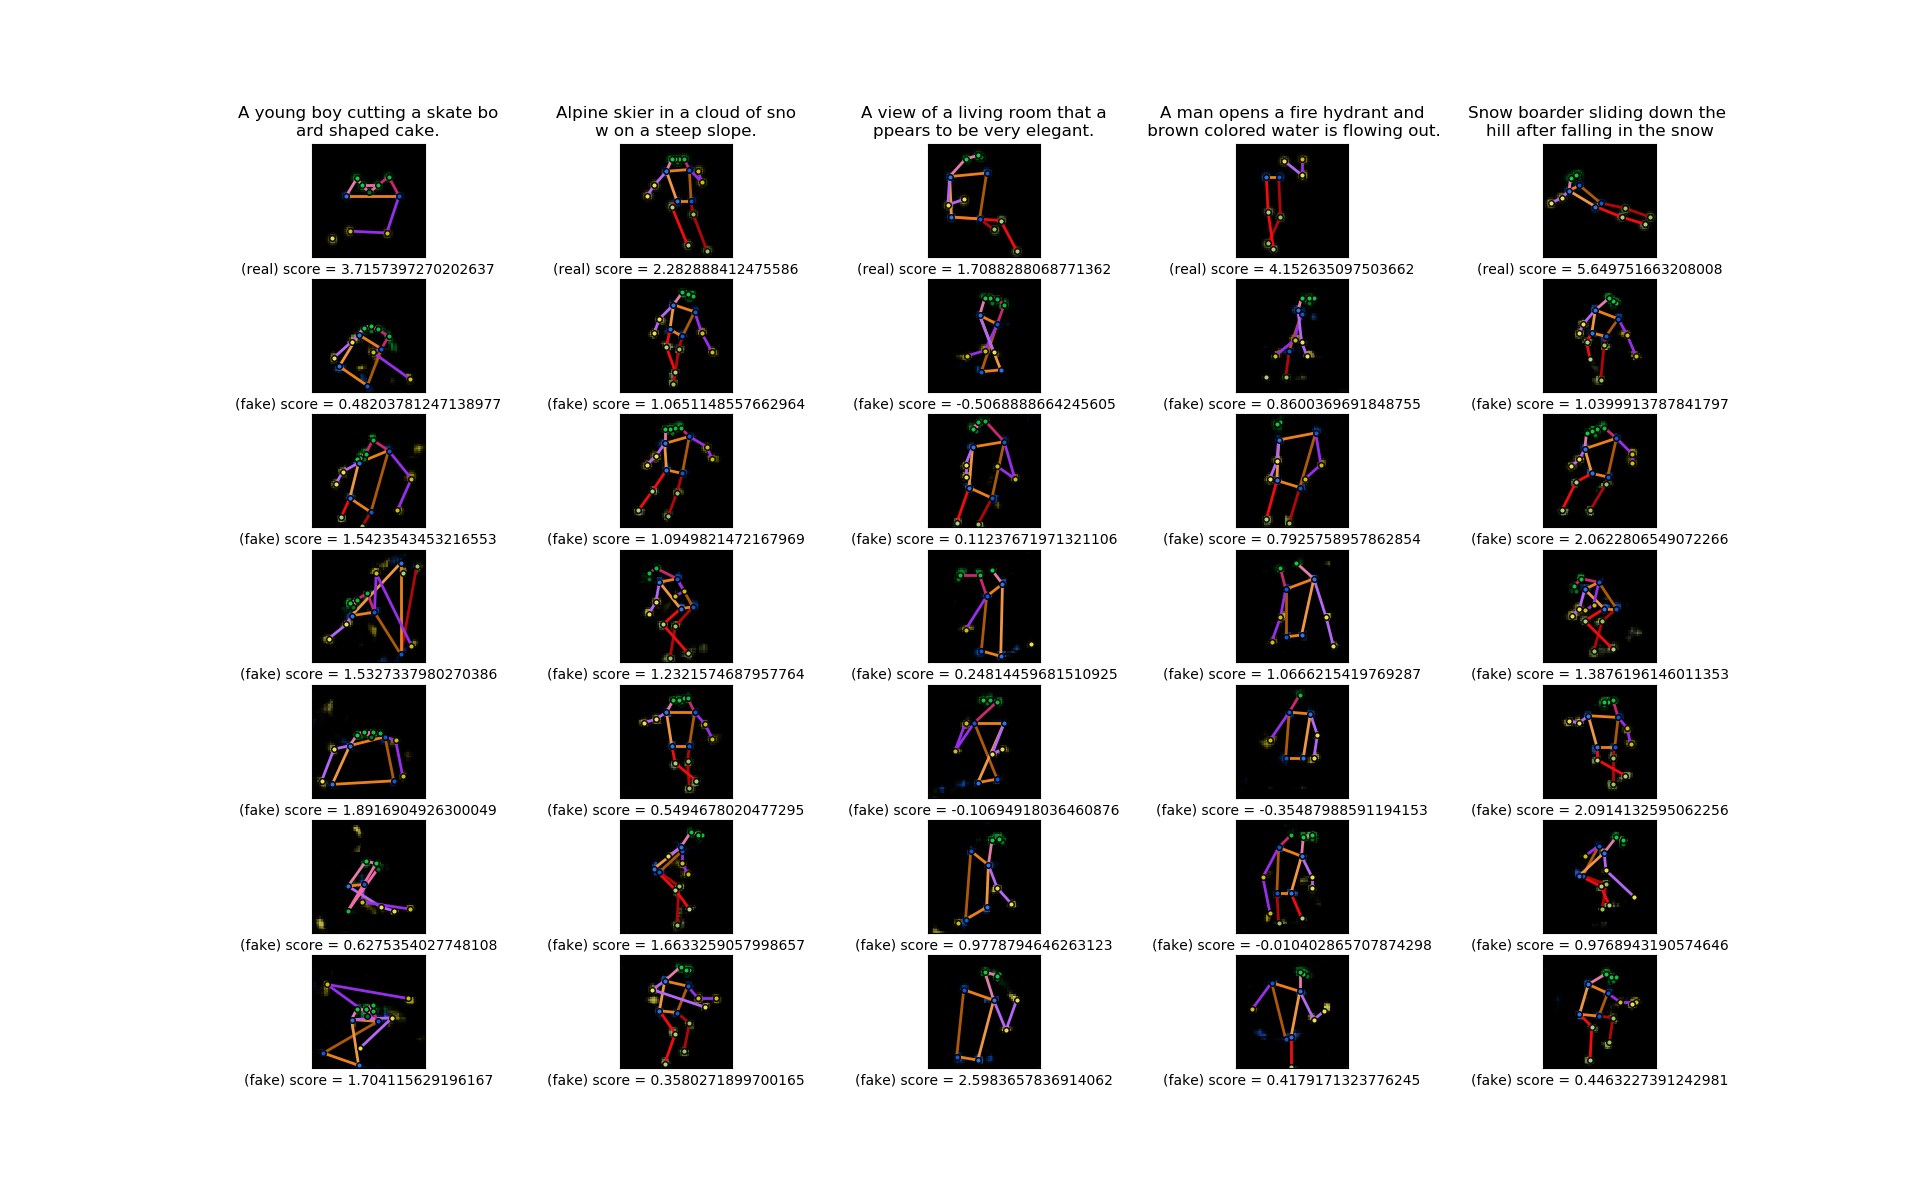 A young boy cutting a skate bo
ard shaped cake.
Alpine skier in a cloud of sno
w on a steep slope.
A view of a living room that a
ppears to be very elegant.
A man opens a fire hydrant and
brown colored water is flowing out.
Snow boarder sliding down the
hill after falling in the snow
(real) score = 3.7157397270202637
(real) score = 2.282888412475586
(real) score = 1.7088288068771362
(real) score = 4.152635097503662
(real) score = 5.649751663208008
(fake) score = 0.48203781247138977
(fake) score = 1.0651148557662964
(fake) score = -0.5068888664245605
(fake) score = 0.8600369691848755
(fake) score = 1.0399913787841797
(fake) score = 1.5423543453216553
(fake) score = 1.0949821472167969
(fake) score = 0.11237671971321106
(fake) score = 0.7925758957862854
(fake) score = 2.0622806549072266
(fake) score = 1.5327337980270386
(fake) score = 1.2321574687957764
(fake) score = 0.24814459681510925
(fake) score = 1.0666215419769287
(fake) score = 1.3876196146011353
(fake) score = 1.8916904926300049
(fake) score = 0.5494678020477295
(fake) score = -0.10694918036460876
(fake) score = -0.35487988591194153
(fake) score = 2.0914132595062256
(fake) score = 0.6275354027748108
(fake) score = 1.6633259057998657
(fake) score = 0.9778794646263123
(fake) score = -0.010402865707874298
(fake) score = 0.9768943190574646
(fake) score = 1.704115629196167
(fake) score = 0.3580271899700165
(fake) score = 2.5983657836914062
(fake) score = 0.4179171323776245
(fake) score = 0.4463227391242981